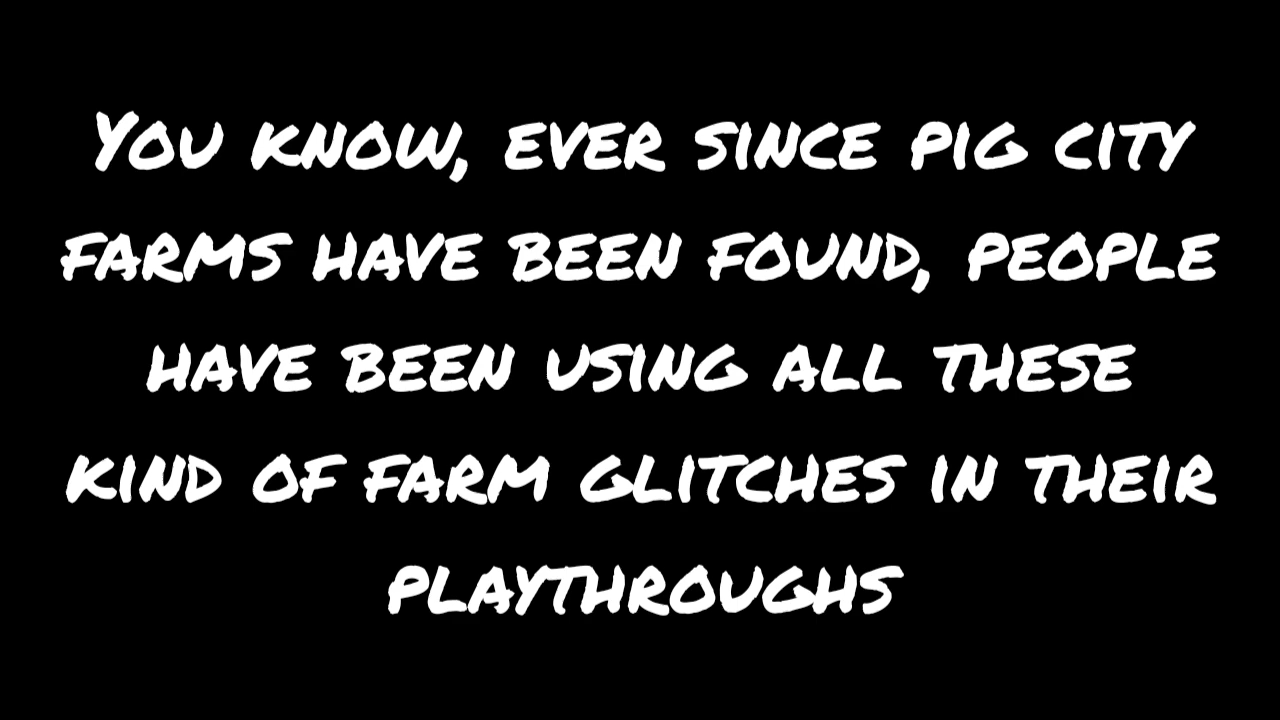 You know, ever since pig city
farms have been found, people
have been using all these
kind of farm glitches in their
playthroughs